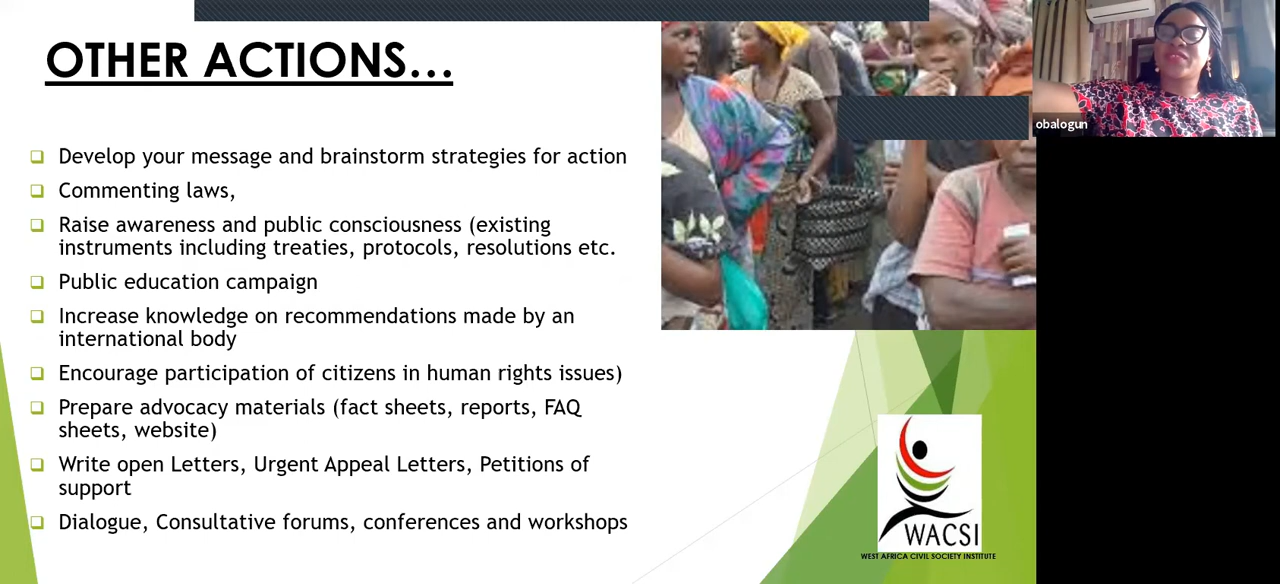 OTHER ACTIONS...
Develop your message and brainstorm strategies for action
Commenting laws,
Raise awareness and public consciousness (existing
instruments including treaties, protocols, resolutions etc.
Public education campaign
Increase knowledge on recommendations made by an
international body
Encourage participation of citizens in human rights issues)
Prepare advocacy materials (fact sheets, reports, FAQ
sheets, website)
Write open Letters, Urgent Appeal Letters, Petitions of
support
Dialogue, Consultative forums, conferences and workshops
obalogun
WACSI
WEST AFRICA CIVIL SOCIETY INSTITUTE